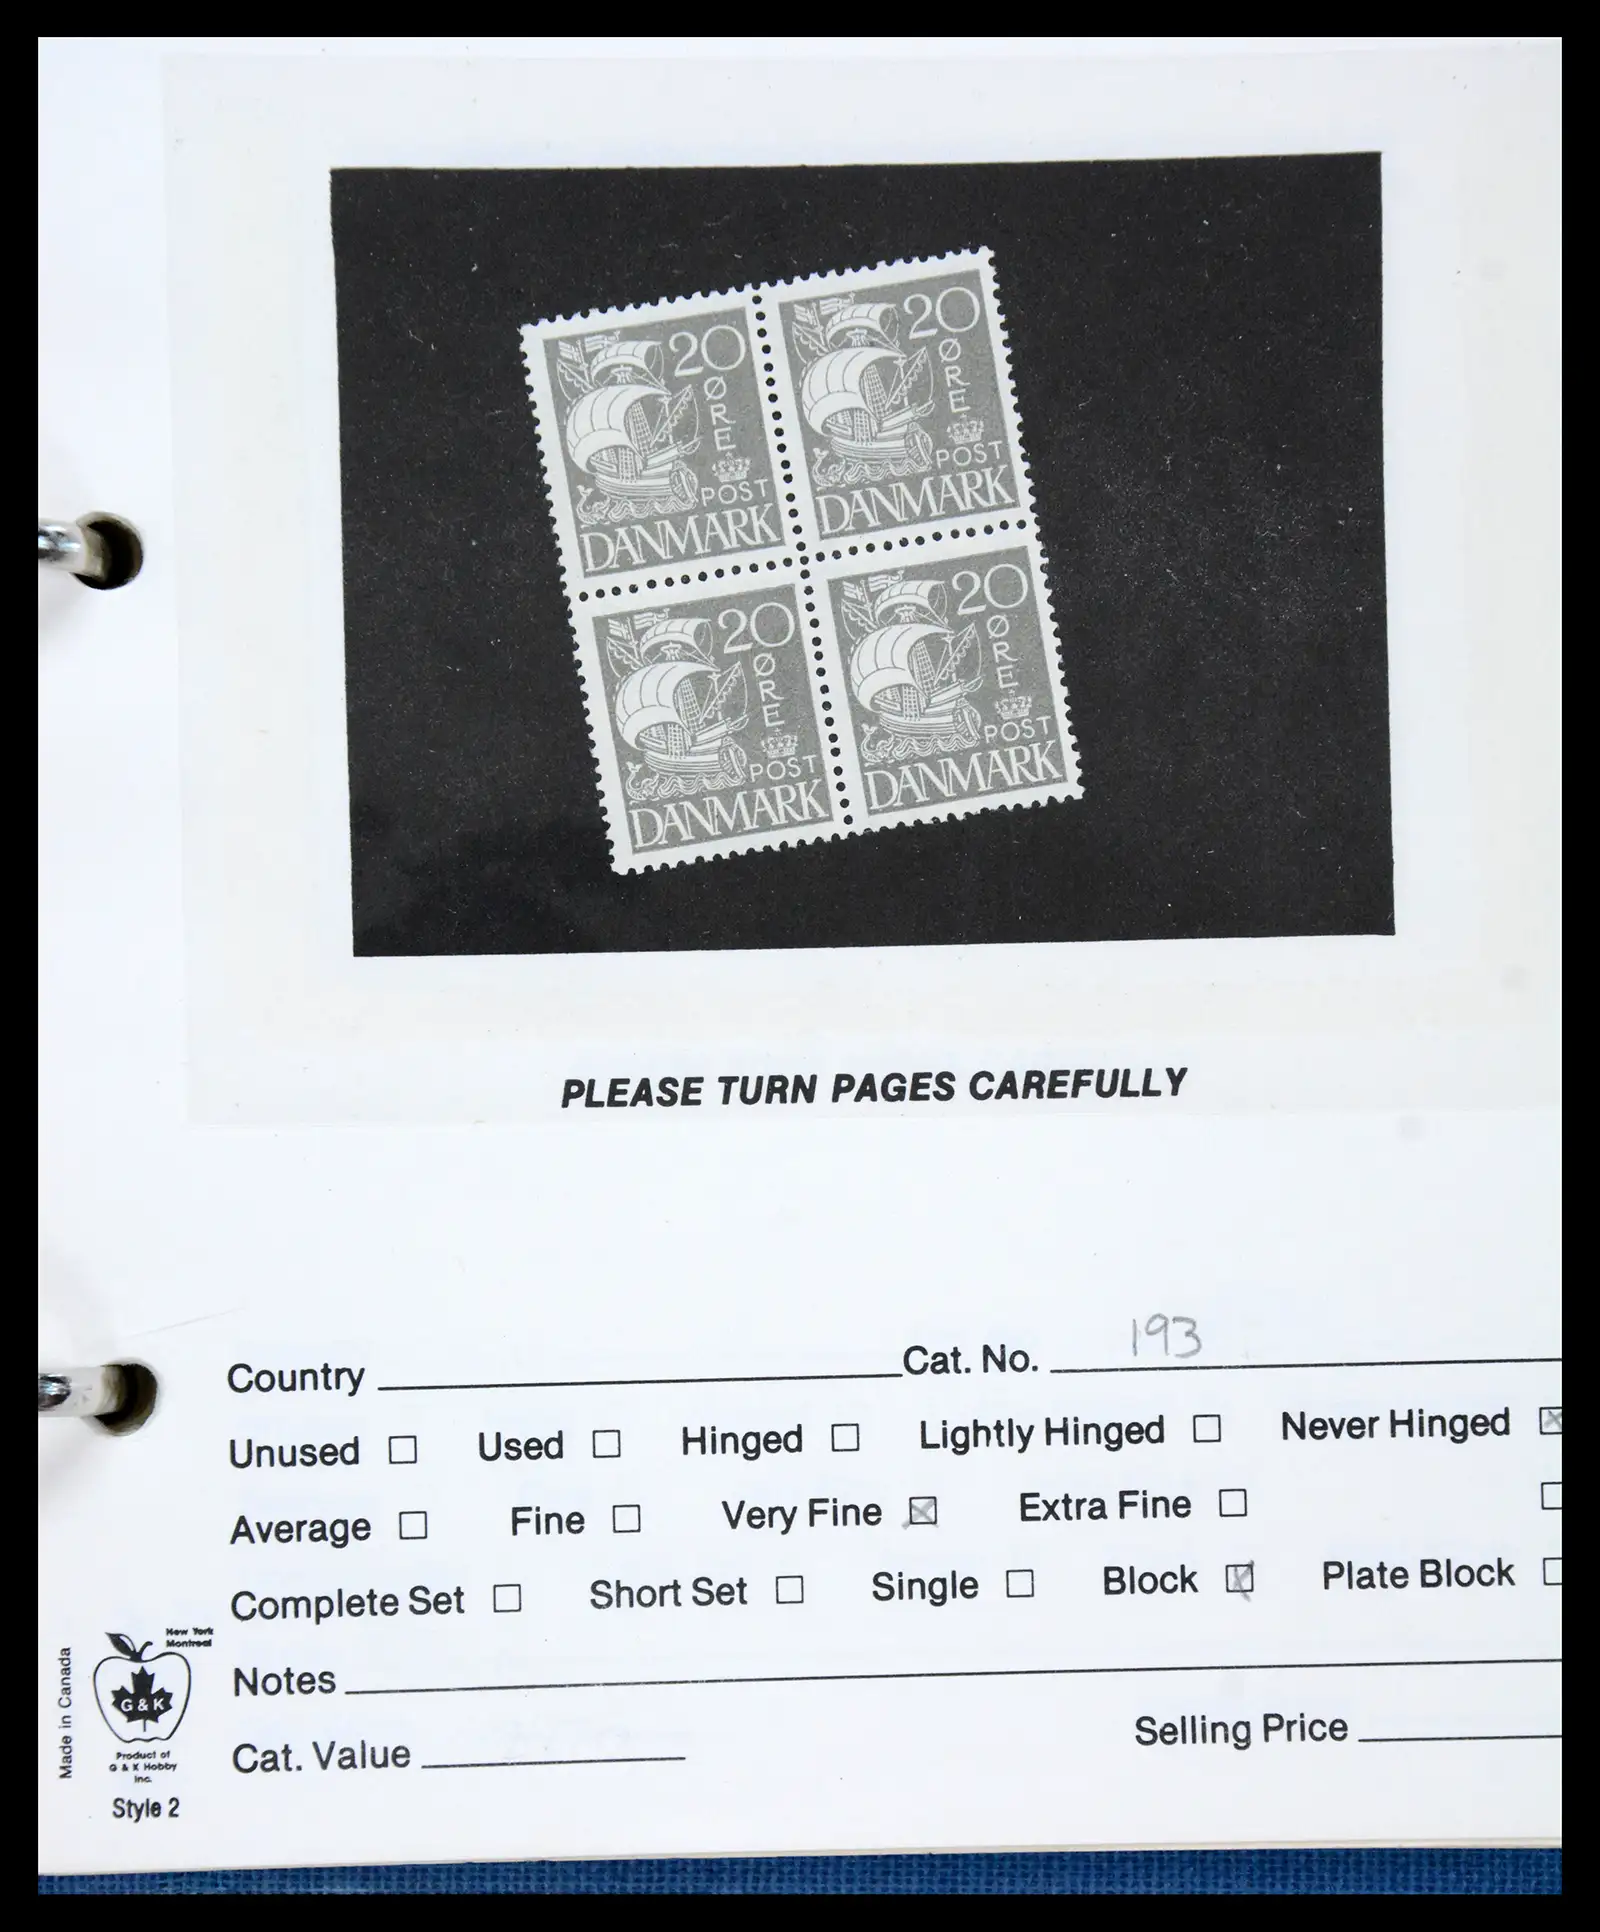 20
ØRE
POST
DANMARK
20
ØRE
POST
DANMARK
20
ØRE
POST
DANMARK
20
ØRE
POST
DANMARK
PLEASE TURN PAGES CAREFULLY
Country Cat. No. 193
Unused Used Hinged Lightly Hinged Never Hinged
Average Fine Very Fine Extra Fine
Complete Set Short Set Single Block Plate Block
Notes
Cat. Value Selling Price
Made in Canada
New York
Montreal
G & K
Product of
G & K Hobby
Inc.
Style 2